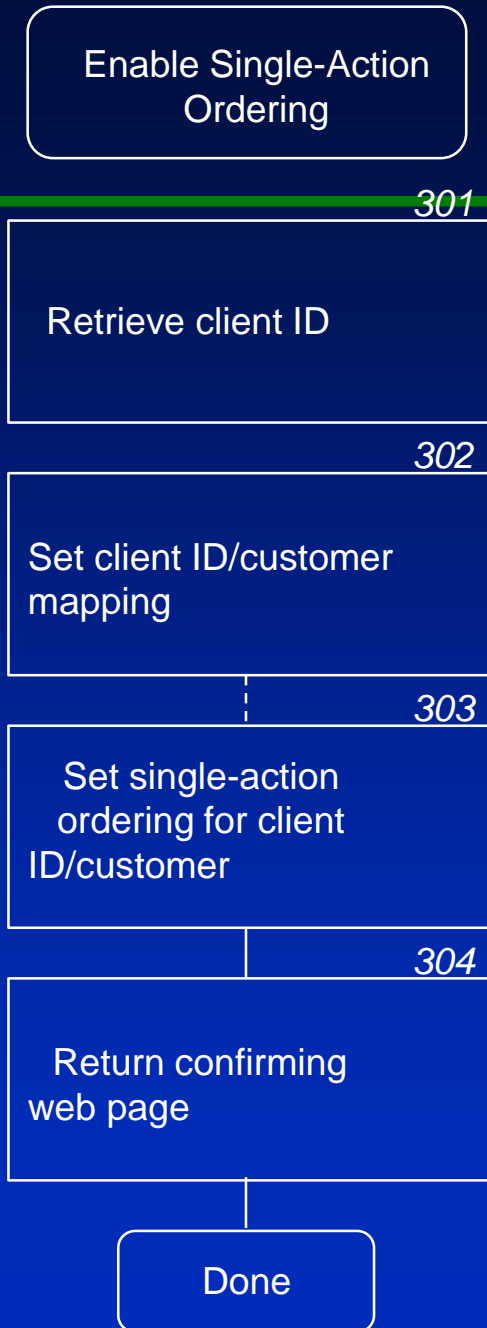 Enable Single-Action
Ordering
301
Retrieve client ID
302
Set client ID/customer
mapping
303
Set single-action
ordering for client
ID/customer
304
Return confirming
web page
Done